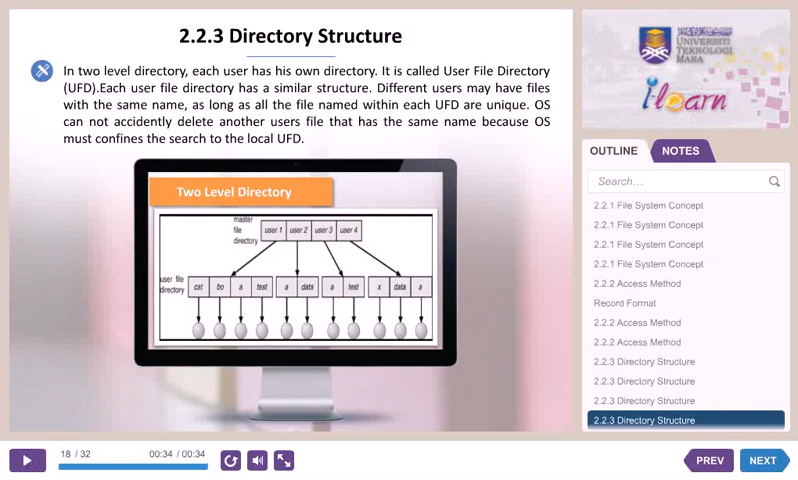 2.2.3 Directory Structure
In two level directory, each user has his own directory. It is called User File Directory
(UFD).Each user file directory has a similar structure. Different users may have files
with the same name, as long as all the file named within each UFD are unique. OS
can not accidently delete another users file that has the same name because OS
must confines the search to the local UFD.
Two Level Directory
master
file
directory
user 1 user 2 user 3 user 4
user file
directory
cat bo a test a data a test x data a
UNIVERSITI
TEKNOLOGI
MARA
i-learn
OUTLINE NOTES
Search...
2.2.1 File System Concept
2.2.1 File System Concept
2.2.1 File System Concept
2.2.1 File System Concept
2.2.2 Access Method
Record Format
2.2.2 Access Method
2.2.2 Access Method
2.2.3 Directory Structure
2.2.3 Directory Structure
2.2.3 Directory Structure
2.2.3 Directory Structure
18 / 32 00:34 / 00:34 PREV NEXT